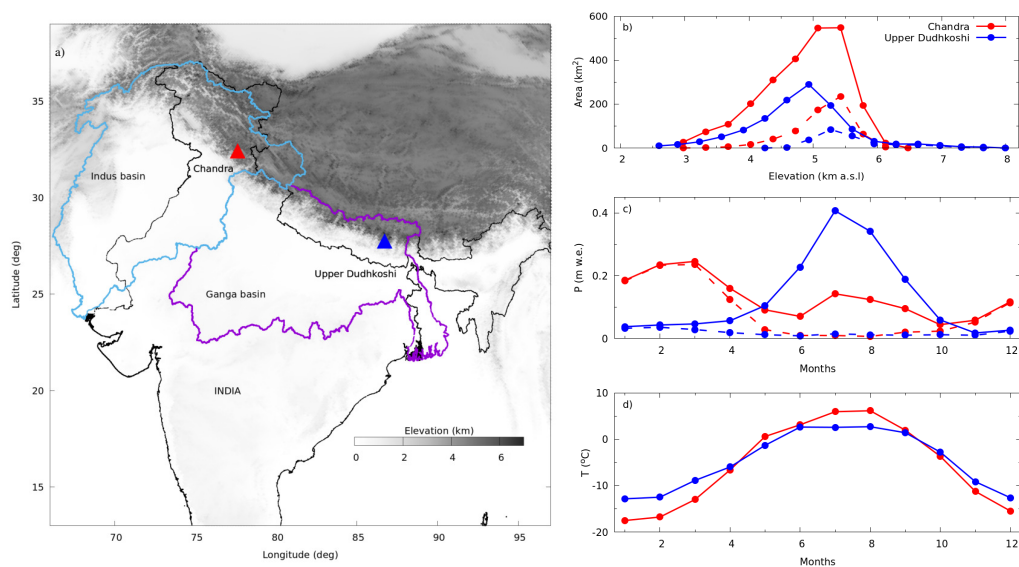 a)
35
30
25
20
15
70
75
80
85
90
95
Latitude (deg)
Longitude (deg)
Indus basin
Chandra
Upper Dudhkoshi
Ganga basin
INDIA
Elevation (km)
0
2
4
6
b)
Chandra
Upper Dudhkoshi
600
400
200
0
Area (km²)
2
3
4
5
6
7
8
Elevation (km a.s.l)
c)
0.4
0.2
0
P (m w.e.)
2
4
6
8
10
12
Months
d)
10
0
-10
-20
T (°C)
2
4
6
8
10
12
Months